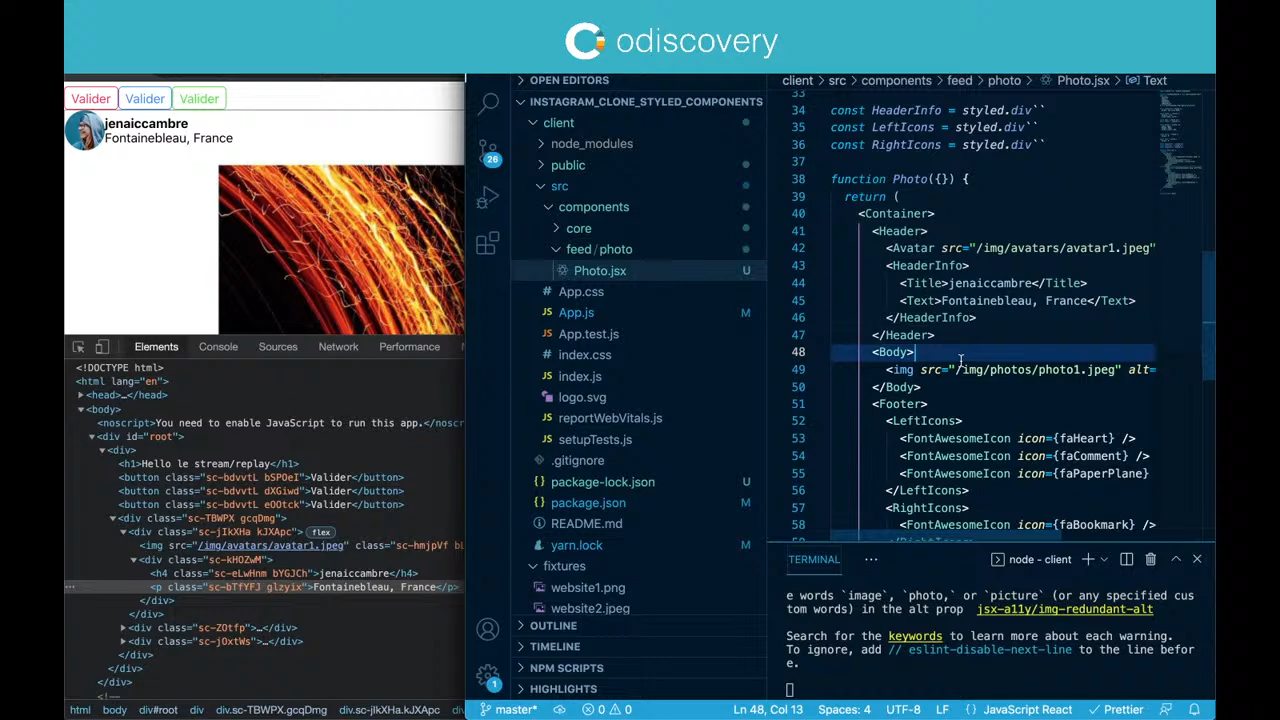 odiscovery
Valider Valider Valider
jenaiccambre
Fontainebleau, France
Elements Console Sources Network Performance
<!DOCTYPE html>
<html lang="en">
<head>…</head>
<body>
<noscript>You need to enable JavaScript to run this app.</noscr
<div id="root">
<div>
<h1>Hello le stream/replay</h1>
<button class="sc-bdvvtL bSPOeI">Valider</button>
<button class="sc-bdvvtL dXGiwd">Valider</button>
<button class="sc-bdvvtL eOOtck">Valider</button>
<div class="sc-TBWPX gcqDmg">
<div class="sc-jIkXHa kJXApc"> flex
<img src="/img/avatars/avatar1.jpeg" class="sc-hmjpVf
<div class="sc-kHOZwM">
<h4 class="sc-eLwHnm bYGJCh">jenaiccambre</h4>
<p class="sc-bTfYFJ glzyix">Fontainebleau, France</p>
</div>
</div>
<div class="sc-ZOtfp">…</div>
<div class="sc-jOxtWs">…</div>
</div>
</div>
</div>
<!--
html body div#root div div.sc-TBWPX.gcqDmg div.sc-jIkXHa.kJXApc div
OPEN EDITORS
INSTAGRAM_CLONE_STYLED_COMPONENTS
client
node_modules
26
public
src
components
core
feed/photo
Photo.jsx U
# App.css
JS App.js M
App.test.js
# index.css
JS index.js
logo.svg
JS reportWebVitals.js
JS setupTests.js
.gitignore
{} package-lock.json U
{} package.json M
README.md
yarn.lock M
fixtures
website1.png
website2.jpeg
OUTLINE
TIMELINE
NPM SCRIPTS
HIGHLIGHTS
1
client > src > components > feed > photo > Photo.jsx > Text
33
34 const HeaderInfo = styled.div``
35 const LeftIcons = styled.div``
36 const RightIcons = styled.div``
37
38 function Photo({}) {
39 return (
40 <Container>
41 <Header>
42 <Avatar src="/img/avatars/avatar1.jpeg"
43 <HeaderInfo>
44 <Title>jenaiccambre</Title>
45 <Text>Fontainebleau, France</Text>
46 </HeaderInfo>
47 </Header>
48 <Body>
49 <img src="/img/photos/photo1.jpeg" alt=
50 </Body>
51 <Footer>
52 <LeftIcons>
53 <FontAwesomeIcon icon={faHeart} />
54 <FontAwesomeIcon icon={faComment} />
55 <FontAwesomeIcon icon={faPaperPlane}
56 </LeftIcons>
57 <RightIcons>
58 <FontAwesomeIcon icon={faBookmark} />
TERMINAL ··· node - client
e words `image`, `photo,` or `picture` (or any specified cus
tom words) in the alt prop jsx-a11y/img-redundant-alt
Search for the keywords to learn more about each warning.
To ignore, add // eslint-disable-next-line to the line befor
e.
master* 0 0 Ln 48, Col 13 Spaces: 4 UTF-8 LF {} JavaScript React Prettier